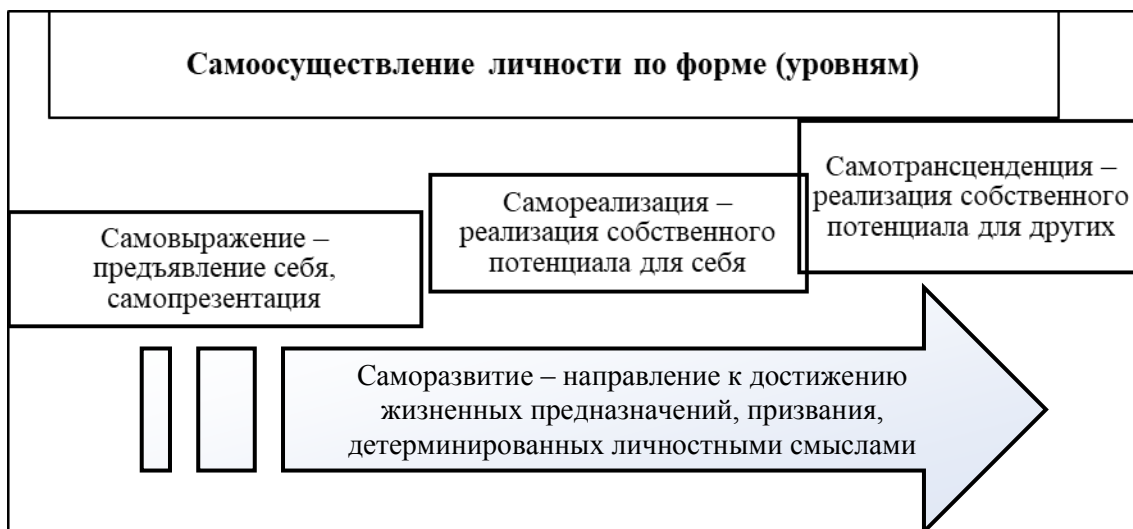 Самоосуществление личности по форме (уровням)
Самовыражение –
предъявление себя,
самопрезентация
Самореализация –
реализация собственного
потенциала для себя
Самотрансценденция –
реализация собственного
потенциала для других
Саморазвитие – направление к достижению
жизненных предназначений, призвания,
детерминированных личностными смыслами